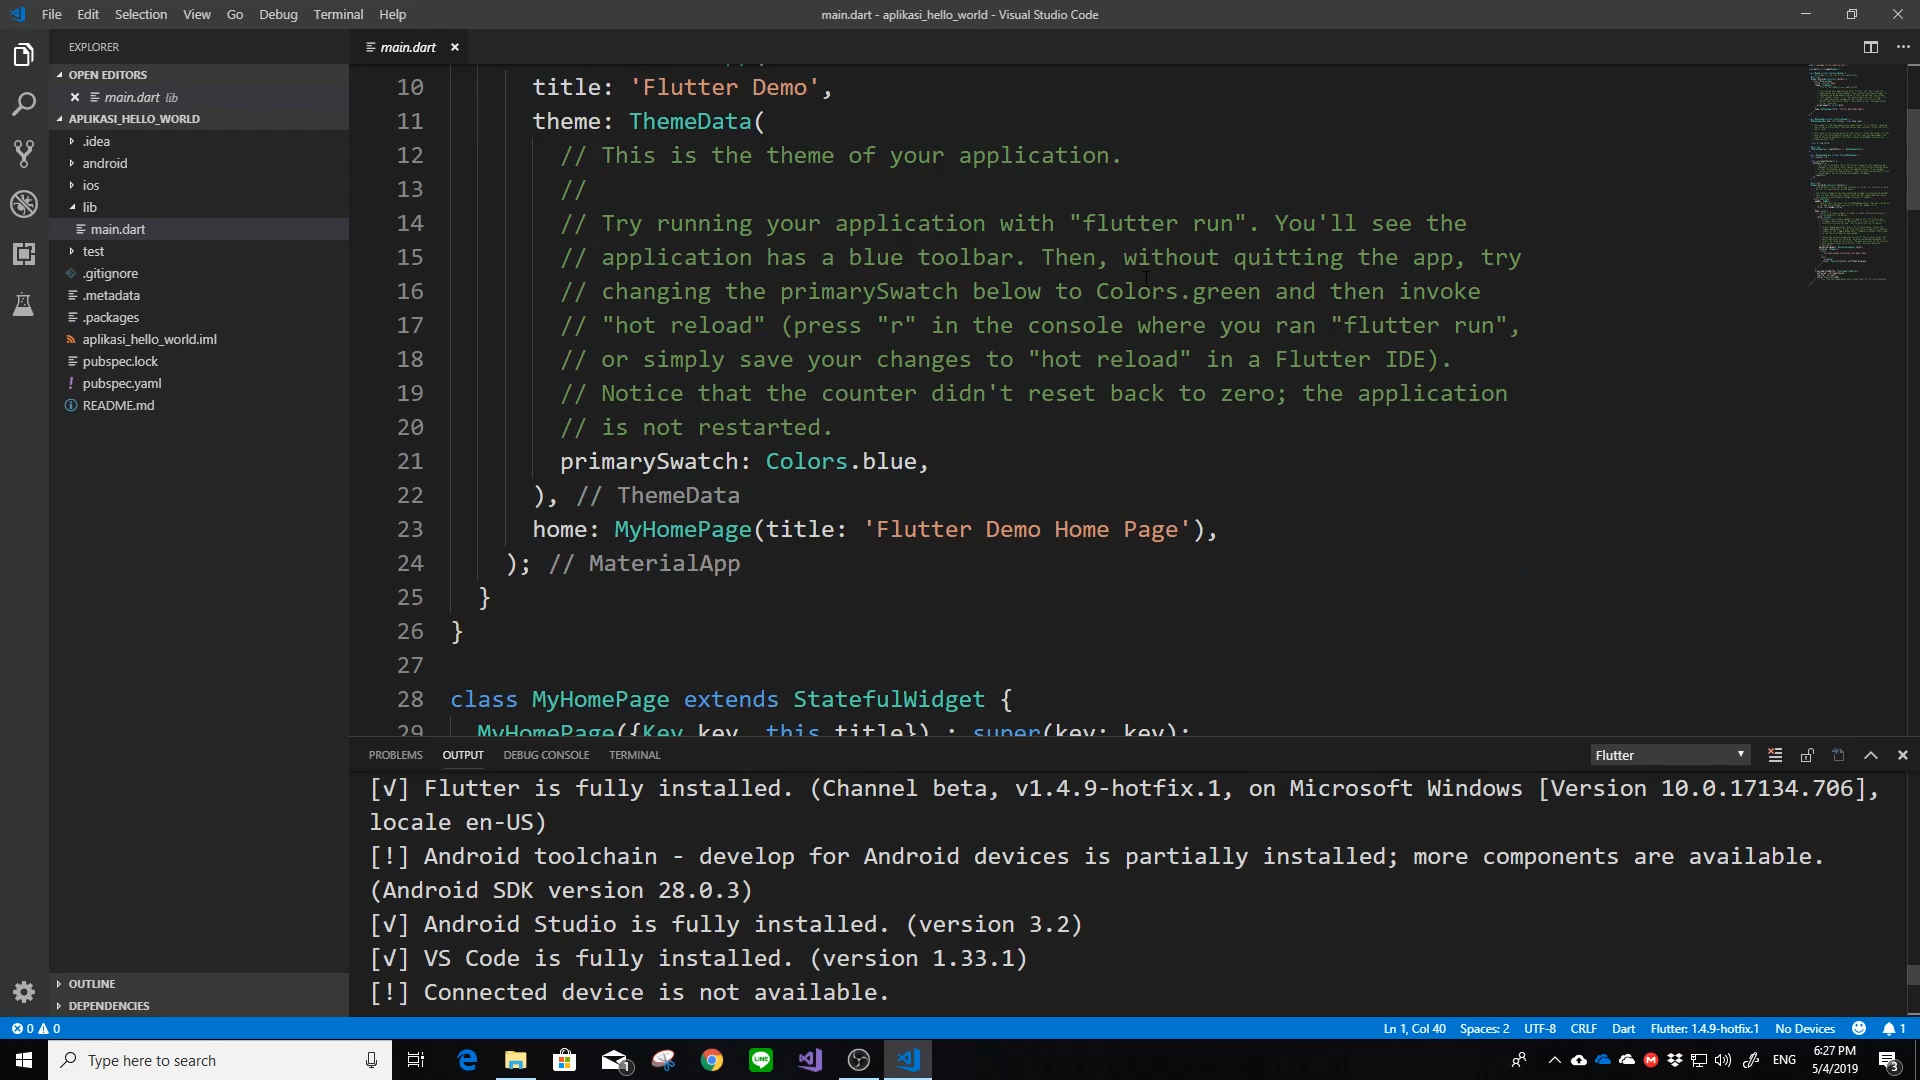 File Edit Selection View Go Debug Terminal Help
main.dart - aplikasi_hello_world - Visual Studio Code
EXPLORER
OPEN EDITORS
main.dart lib
APLIKASI_HELLO_WORLD
.idea
android
ios
lib
main.dart
test
.gitignore
.metadata
.packages
aplikasi_hello_world.iml
pubspec.lock
! pubspec.yaml
README.md
OUTLINE
DEPENDENCIES
main.dart
10 title: 'Flutter Demo',
11 theme: ThemeData(
12 // This is the theme of your application.
13 //
14 // Try running your application with "flutter run". You'll see the
15 // application has a blue toolbar. Then, without quitting the app, try
16 // changing the primarySwatch below to Colors.green and then invoke
17 // "hot reload" (press "r" in the console where you ran "flutter run",
18 // or simply save your changes to "hot reload" in a Flutter IDE).
19 // Notice that the counter didn't reset back to zero; the application
20 // is not restarted.
21 primarySwatch: Colors.blue,
22 ), // ThemeData
23 home: MyHomePage(title: 'Flutter Demo Home Page'),
24 ); // MaterialApp
25 }
26 }
27
28 class MyHomePage extends StatefulWidget {
29 MyHomePage({Key key, this.title}) : super(key: key);
PROBLEMS OUTPUT DEBUG CONSOLE TERMINAL
Flutter
[√] Flutter is fully installed. (Channel beta, v1.4.9-hotfix.1, on Microsoft Windows [Version 10.0.17134.706],
locale en-US)
[!] Android toolchain - develop for Android devices is partially installed; more components are available.
(Android SDK version 28.0.3)
[√] Android Studio is fully installed. (version 3.2)
[√] VS Code is fully installed. (version 1.33.1)
[!] Connected device is not available.
0 0
Ln 1, Col 40 Spaces: 2 UTF-8 CRLF Dart Flutter: 1.4.9-hotfix.1 No Devices 1
Type here to search
1
LINE
ENG
6:27 PM
5/4/2019
3